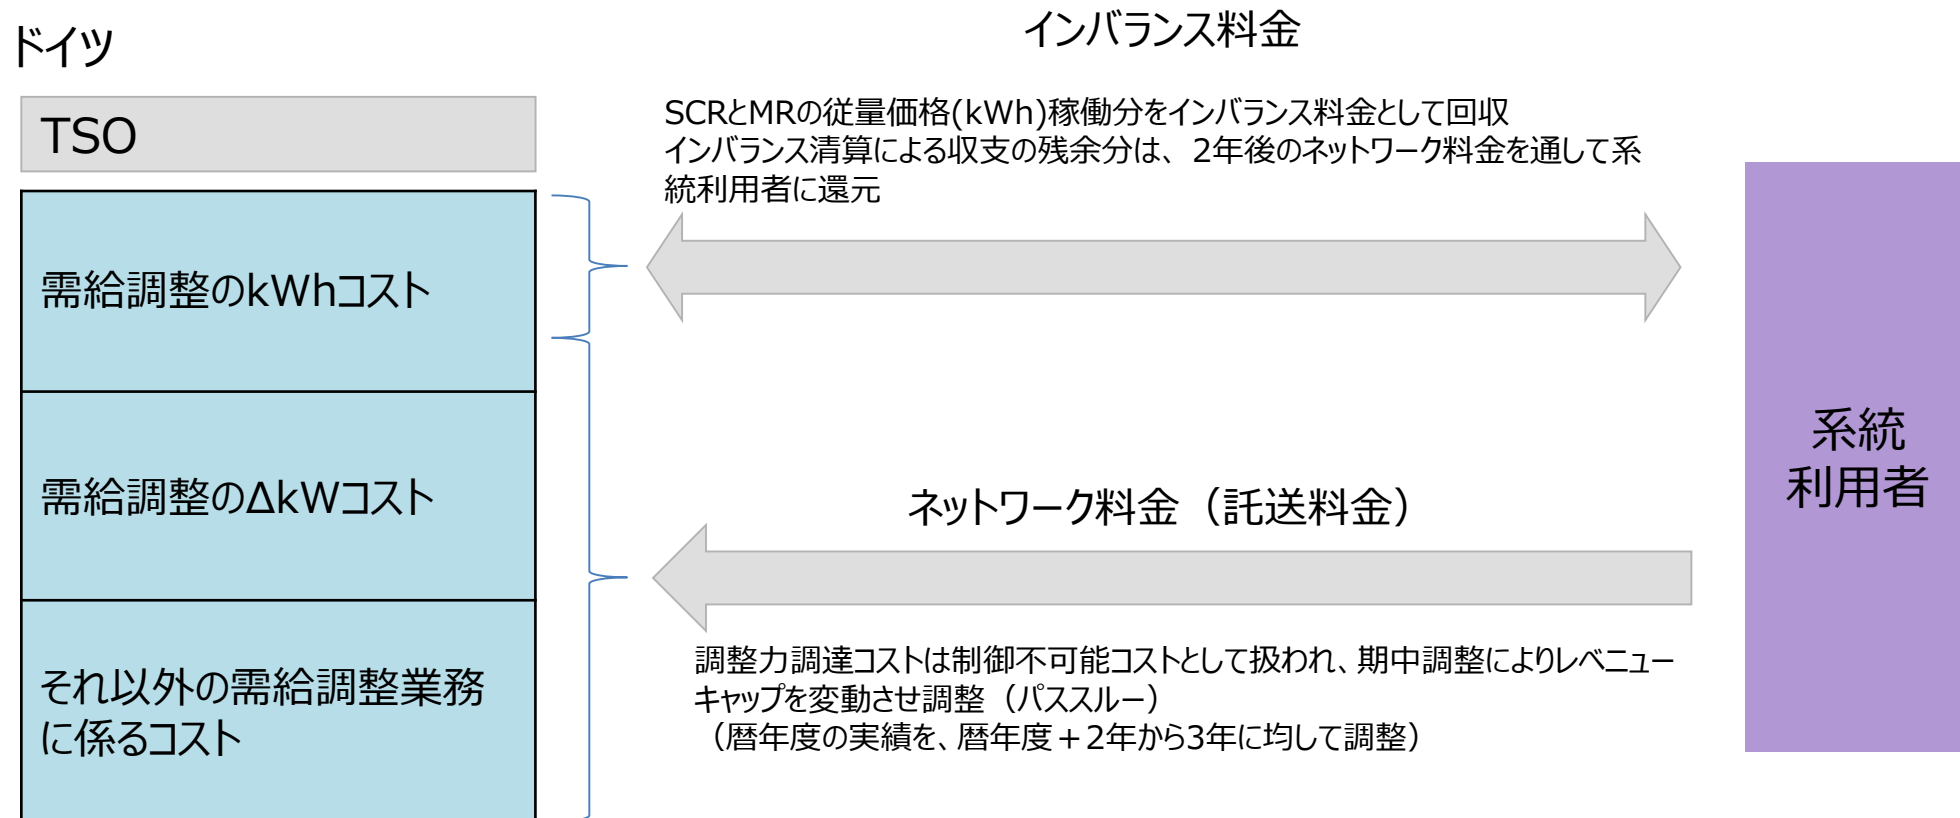 ドイツ
インバランス料金
TSO
SCRとMRの従量価格(kWh)稼働分をインバランス料金として回収
インバランス清算による収支の残余分は、2年後のネットワーク料金を通して系
統利用者に還元
需給調整のkWhコスト
需給調整のΔkWコスト
それ以外の需給調整業務
に係るコスト
ネットワーク料金（託送料金）
調整力調達コストは制御不可能コストとして扱われ、期中調整によりレベニュー
キャップを変動させ調整（パススルー）
（暦年度の実績を、暦年度＋2年から3年に均して調整）
系統
利用者